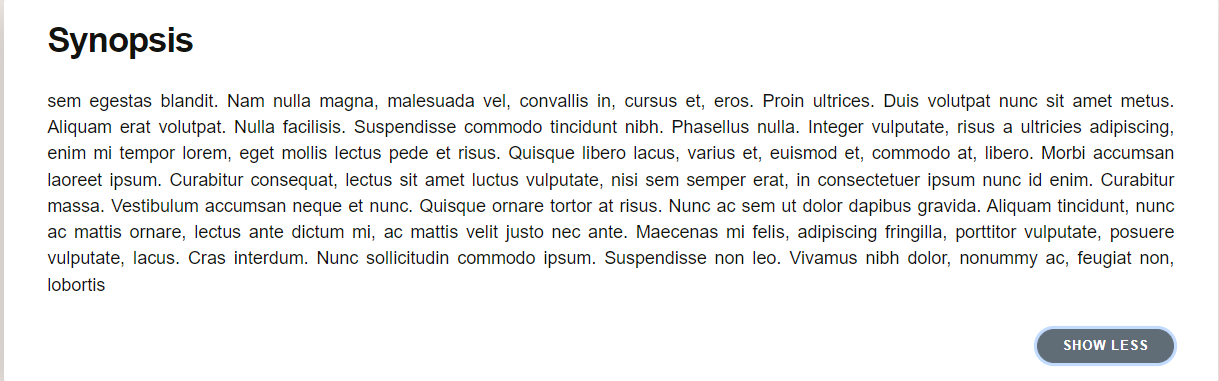 Synopsis
sem egestas blandit. Nam nulla magna, malesuada vel, convallis in, cursus et, eros. Proin ultrices. Duis volutpat nunc sit amet metus.
Aliquam erat volutpat. Nulla facilisis. Suspendisse commodo tincidunt nibh. Phasellus nulla. Integer vulputate, risus a ultricies adipiscing,
enim mi tempor lorem, eget mollis lectus pede et risus. Quisque libero lacus, varius et, euismod et, commodo at, libero. Morbi accumsan
laoreet ipsum. Curabitur consequat, lectus sit amet luctus vulputate, nisi sem semper erat, in consectetuer ipsum nunc id enim. Curabitur
massa. Vestibulum accumsan neque et nunc. Quisque ornare tortor at risus. Nunc ac sem ut dolor dapibus gravida. Aliquam tincidunt, nunc
ac mattis ornare, lectus ante dictum mi, ac mattis velit justo nec ante. Maecenas mi felis, adipiscing fringilla, porttitor vulputate, posuere
vulputate, lacus. Cras interdum. Nunc sollicitudin commodo ipsum. Suspendisse non leo. Vivamus nibh dolor, nonummy ac, feugiat non,
lobortis
SHOW LESS